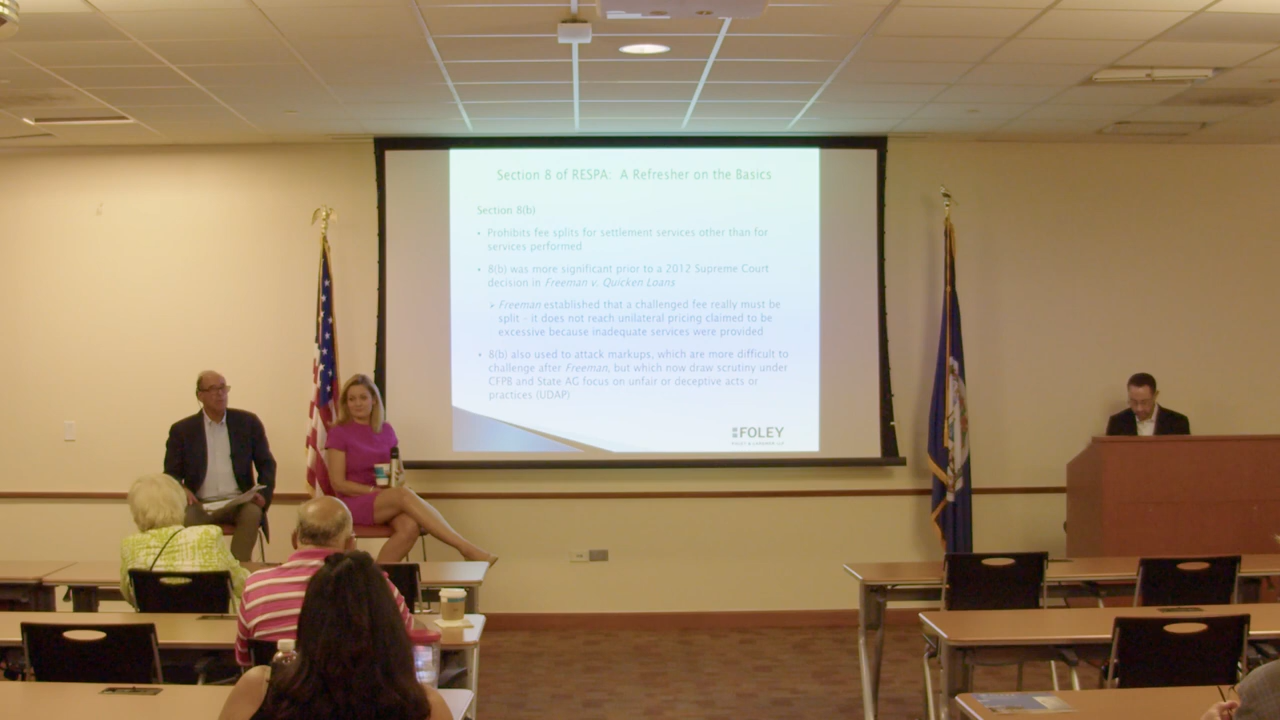 Section 8 of RESPA: A Refresher on the Basics
Section 8(b)
• Prohibits fee splits for settlement services other than for
services performed
• 8(b) was more significant prior to a 2012 Supreme Court
decision in Freeman v. Quicken Loans
➢ Freeman established that a challenged fee really must be
split – it does not reach unilateral pricing claimed to be
excessive because inadequate services were provided
• 8(b) also used to attack markups, which are more difficult to
challenge after Freeman, but which now draw scrutiny under
CFPB and State AG focus on unfair or deceptive acts or
practices (UDAP)
FOLEY
FOLEY & LARDNER LLP